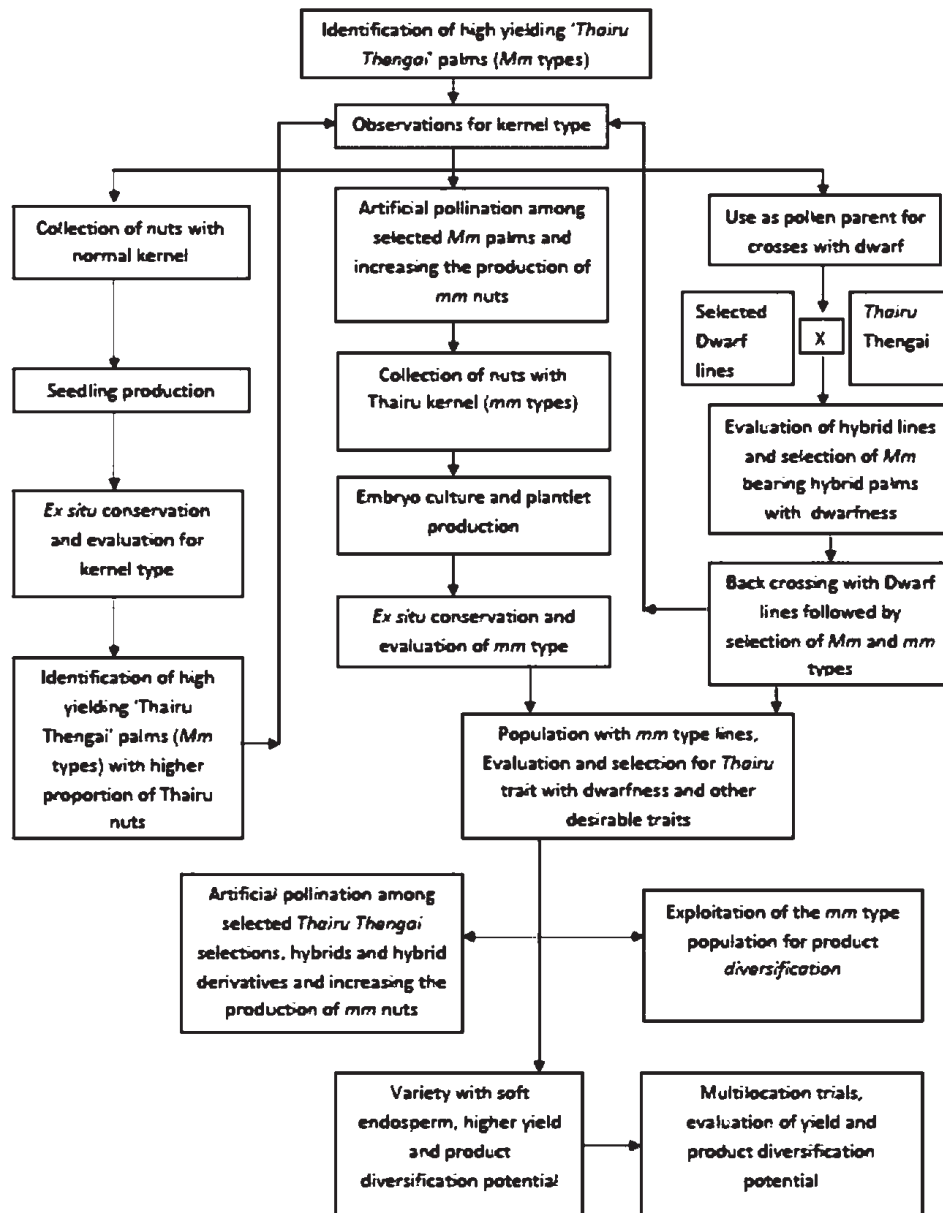 Identification of high yielding 'Thairu
Thengai' palms (Mm types)
Observations for kernel type
Collection of nuts with
normal kernel
Seedling production
Ex situ conservation
and evaluation for
kernel type
Identification of high
yielding 'Thairu
Thengai' palms (Mm
types) with higher
proportion of Thairu
nuts
Artificial pollination among
selected Mm palms and
increasing the production of
mm nuts
Collection of nuts with
Thairu kernel (mm types)
Embryo culture and plantlet
production
Ex situ conservation and
evaluation of mm type
Use as pollen parent for
crosses with dwarf
Selected
Dwarf
lines
X
Thairu
Thengai
Evaluation of hybrid lines
and selection of Mm
bearing hybrid palms
with dwarfness
Back crossing with Dwarf
lines followed by
selection of Mm and mm
types
Population with mm type lines,
Evaluation and selection for Thairu
trait with dwarfness and other
desirable traits
Artificial pollination among
selected Thairu Thengai
selections, hybrids and hybrid
derivatives and increasing the
production of mm nuts
Exploitation of the mm type
population for product
diversification
Variety with soft
endosperm, higher yield
and product
diversification potential
Multilocation trials,
evaluation of yield and
product diversification
potential